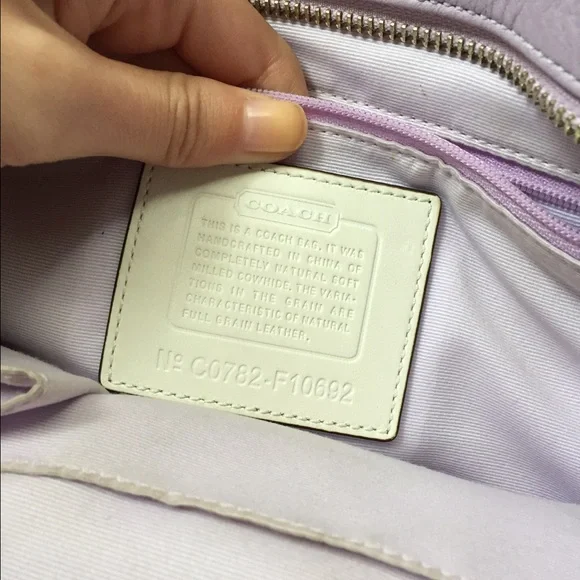 COACH
THIS IS A COACH BAG. IT WAS
HANDCRAFTED IN CHINA OF
COMPLETELY NATURAL SOFT
MILLED COWHIDE. THE VARIA-
TIONS IN THE GRAIN ARE
CHARACTERISTIC OF NATURAL
FULL GRAIN LEATHER.
Nº C0782-F10692